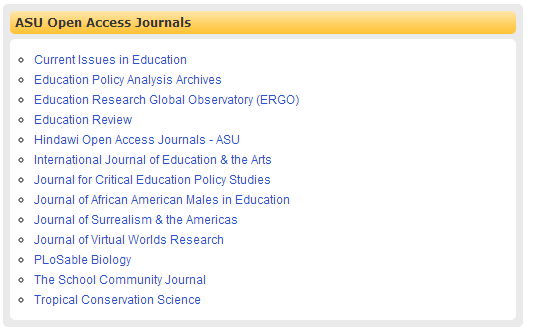 ASU Open Access Journals
Current Issues in Education
Education Policy Analysis Archives
Education Research Global Observatory (ERGO)
Education Review
Hindawi Open Access Journals - ASU
International Journal of Education & the Arts
Journal for Critical Education Policy Studies
Journal of African American Males in Education
Journal of Surrealism & the Americas
Journal of Virtual Worlds Research
PLoSable Biology
The School Community Journal
Tropical Conservation Science